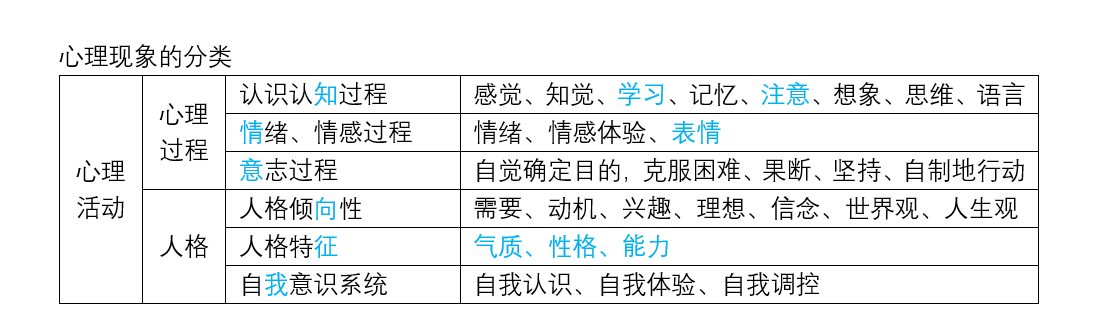 心理现象的分类
心理活动
心理过程
认识认知过程
感觉、知觉、学习、记忆、注意、想象、思维、语言
情绪、情感过程
情绪、情感体验、表情
意志过程
自觉确定目的,克服困难、果断、坚持、自制地行动
人格
人格倾向性
需要、动机、兴趣、理想、信念、世界观、人生观
人格特征
气质、性格、能力
自我意识系统
自我认识、自我体验、自我调控